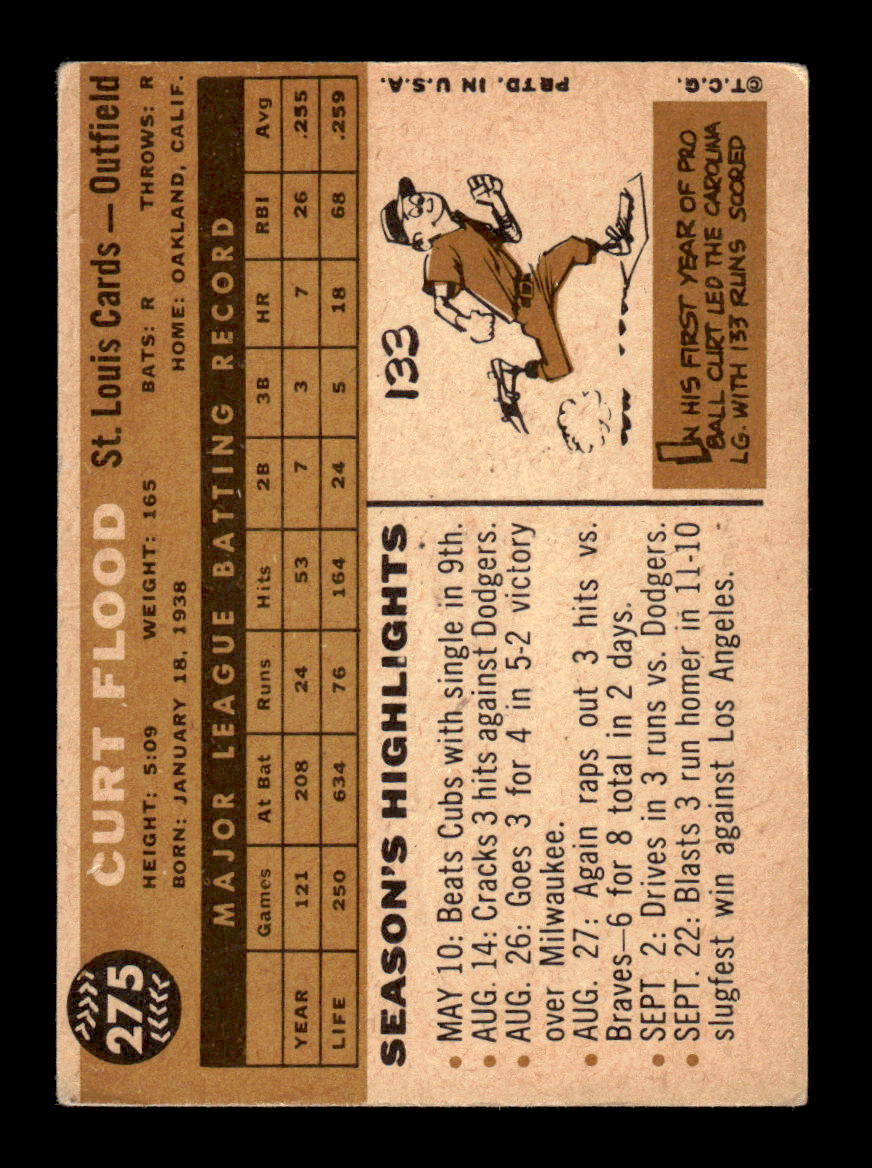 275
CURT FLOOD St. Louis Cards — Outfield
HEIGHT: 5:09 WEIGHT: 165 BATS: R THROWS: R
BORN: JANUARY 18, 1938 HOME: OAKLAND, CALIF.
MAJOR LEAGUE BATTING RECORD
Games At Bat Runs Hits 2B 3B HR RBI Avg
YEAR 121 208 24 53 7 3 7 26 .255
LIFE 250 634 76 164 24 5 18 68 .259
SEASON'S HIGHLIGHTS
• MAY 10: Beats Cubs with single in 9th.
• AUG. 14: Cracks 3 hits against Dodgers.
• AUG. 26: Goes 3 for 4 in 5-2 victory
over Milwaukee.
• AUG. 27: Again raps out 3 hits vs.
Braves—6 for 8 total in 2 days.
• SEPT 2: Drives in 3 runs vs. Dodgers.
• SEPT. 22: Blasts 3 run homer in 11-10
slugfest win against Los Angeles.
133
IN HIS FIRST YEAR OF PRO
BALL CURT LED THE CAROLINA
LG. WITH 133 RUNS SCORED
©T.C.G. PRTD. IN U.S.A.